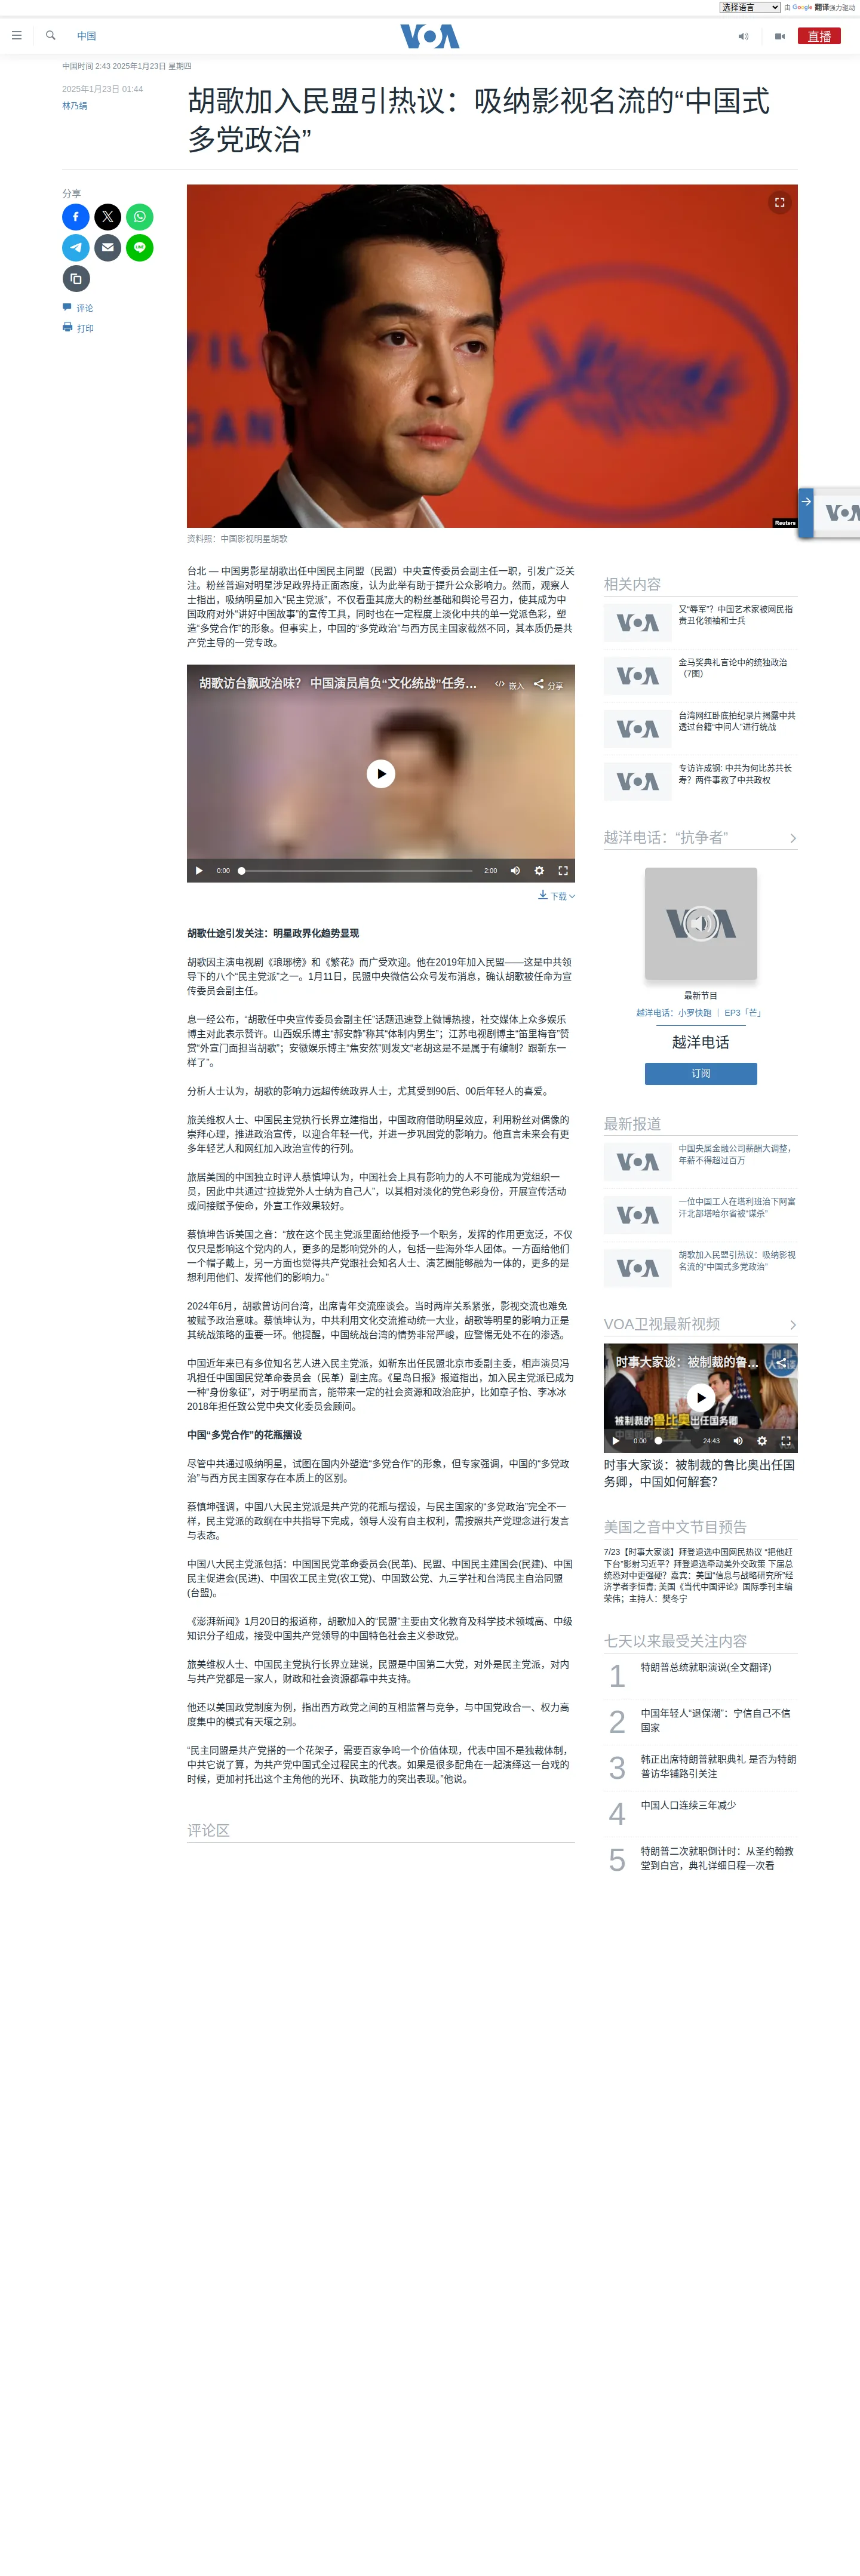 选择语言 由 Google 翻译强力驱动
中国
VOA
直播
中国时间 2:43 2025年1月23日 星期四
2025年1月23日 01:44
林乃绢
胡歌加入民盟引热议：吸纳影视名流的“中国式
多党政治”
分享
评论
打印
Reuters
资料照：中国影视明星胡歌
台北 — 中国男影星胡歌出任中国民主同盟（民盟）中央宣传委员会副主任一职，引发广泛关
注。粉丝普遍对明星涉足政界持正面态度，认为此举有助于提升公众影响力。然而，观察人
士指出，吸纳明星加入“民主党派”，不仅看重其庞大的粉丝基础和舆论号召力，使其成为中
国政府对外“讲好中国故事”的宣传工具，同时也在一定程度上淡化中共的单一党派色彩，塑
造“多党合作”的形象。但事实上，中国的“多党政治”与西方民主国家截然不同，其本质仍是共
产党主导的一党专政。
胡歌访台飘政治味？ 中国演员肩负“文化统战”任务… 嵌入 分享
0:00 2:00
下载
胡歌仕途引发关注：明星政界化趋势显现
胡歌因主演电视剧《琅琊榜》和《繁花》而广受欢迎。他在2019年加入民盟——这是中共领
导下的八个“民主党派”之一。1月11日，民盟中央微信公众号发布消息，确认胡歌被任命为宣
传委员会副主任。
息一经公布，“胡歌任中央宣传委员会副主任”话题迅速登上微博热搜，社交媒体上众多娱乐
博主对此表示赞许。山西娱乐博主“郝安静”称其“体制内男生”；江苏电视剧博主“笛里梅音”赞
赏“外宣门面担当胡歌”；安徽娱乐博主“焦安然”则发文“老胡这是不是属于有编制？跟靳东一
样了”。
分析人士认为，胡歌的影响力远超传统政界人士，尤其受到90后、00后年轻人的喜爱。
旅美维权人士、中国民主党执行长界立建指出，中国政府借助明星效应，利用粉丝对偶像的
崇拜心理，推进政治宣传，以迎合年轻一代，并进一步巩固党的影响力。他直言未来会有更
多年轻艺人和网红加入政治宣传的行列。
旅居美国的中国独立时评人蔡慎坤认为，中国社会上具有影响力的人不可能成为党组织一
员，因此中共通过“拉拢党外人士纳为自己人”，以其相对淡化的党色彩身份，开展宣传活动
或间接赋予使命，外宣工作效果较好。
蔡慎坤告诉美国之音：“放在这个民主党派里面给他授予一个职务，发挥的作用更宽泛，不仅
仅只是影响这个党内的人，更多的是影响党外的人，包括一些海外华人团体。一方面给他们
一个帽子戴上，另一方面也觉得共产党跟社会知名人士、演艺圈能够融为一体的，更多的是
想利用他们、发挥他们的影响力。”
2024年6月，胡歌曾访问台湾，出席青年交流座谈会。当时两岸关系紧张，影视交流也难免
被赋予政治意味。蔡慎坤认为，中共利用文化交流推动统一大业，胡歌等明星的影响力正是
其统战策略的重要一环。他提醒，中国统战台湾的情势非常严峻，应警惕无处不在的渗透。
中国近年来已有多位知名艺人进入民主党派，如靳东出任民盟北京市委副主委，相声演员冯
巩担任中国国民党革命委员会（民革）副主席。《星岛日报》报道指出，加入民主党派已成为
一种“身份象征”，对于明星而言，能带来一定的社会资源和政治庇护，比如章子怡、李冰冰
2018年担任致公党中央文化委员会顾问。
中国“多党合作”的花瓶摆设
尽管中共通过吸纳明星，试图在国内外塑造“多党合作”的形象，但专家强调，中国的“多党政
治”与西方民主国家存在本质上的区别。
蔡慎坤强调，中国八大民主党派是共产党的花瓶与摆设，与民主国家的“多党政治”完全不一
样，民主党派的政纲在中共指导下完成，领导人没有自主权利，需按照共产党理念进行发言
与表态。
中国八大民主党派包括：中国国民党革命委员会(民革)、民盟、中国民主建国会(民建)、中国
民主促进会(民进)、中国农工民主党(农工党)、中国致公党、九三学社和台湾民主自治同盟
(台盟)。
《澎湃新闻》1月20日的报道称，胡歌加入的“民盟”主要由文化教育及科学技术领域高、中级
知识分子组成，接受中国共产党领导的中国特色社会主义参政党。
旅美维权人士、中国民主党执行长界立建说，民盟是中国第二大党，对外是民主党派，对内
与共产党都是一家人，财政和社会资源都靠中共支持。
他还以美国政党制度为例，指出西方政党之间的互相监督与竞争，与中国党政合一、权力高
度集中的模式有天壤之别。
“民主同盟是共产党搭的一个花架子，需要百家争鸣一个价值体现，代表中国不是独裁体制，
中共它说了算，为共产党中国式全过程民主的代表。如果是很多配角在一起演绎这一台戏的
时候，更加衬托出这个主角他的光环、执政能力的突出表现。”他说。
评论区
相关内容
VOA
又“辱军”？中国艺术家被网民指
责丑化领袖和士兵
VOA
金马奖典礼言论中的统独政治
（7图）
VOA
台湾网红卧底拍纪录片揭露中共
透过台籍“中间人”进行统战
VOA
专访许成钢: 中共为何比苏共长
寿？两件事救了中共政权
VOA
越洋电话：“抗争者”
VOA
最新节目
越洋电话：小罗快跑 ｜ EP3「芒」
越洋电话
订阅
最新报道
VOA
中国央属金融公司薪酬大调整，
年薪不得超过百万
VOA
一位中国工人在塔利班治下阿富
汗北部塔哈尔省被“谋杀”
VOA
胡歌加入民盟引热议：吸纳影视
名流的“中国式多党政治”
VOA卫视最新视频
时事大家谈：被制裁的鲁…
被制裁的鲁比奥出任国务卿
0:00 24:43
时事大家谈：被制裁的鲁比奥出任国
务卿，中国如何解套？
美国之音中文节目预告
7/23【时事大家谈】拜登退选中国网民热议 “把他赶
下台”影射习近平？拜登退选牵动美外交政策 下届总
统恐对中更强硬？嘉宾：美国“信息与战略研究所”经
济学者李恒青; 美国《当代中国评论》国际季刊主编
荣伟；主持人：樊冬宁
七天以来最受关注内容
1 特朗普总统就职演说(全文翻译)
2 中国年轻人“退保潮”：宁信自己不信
国家
3 韩正出席特朗普就职典礼 是否为特朗
普访华铺路引关注
4 中国人口连续三年减少
5 特朗普二次就职倒计时：从圣约翰教
堂到白宫，典礼详细日程一次看